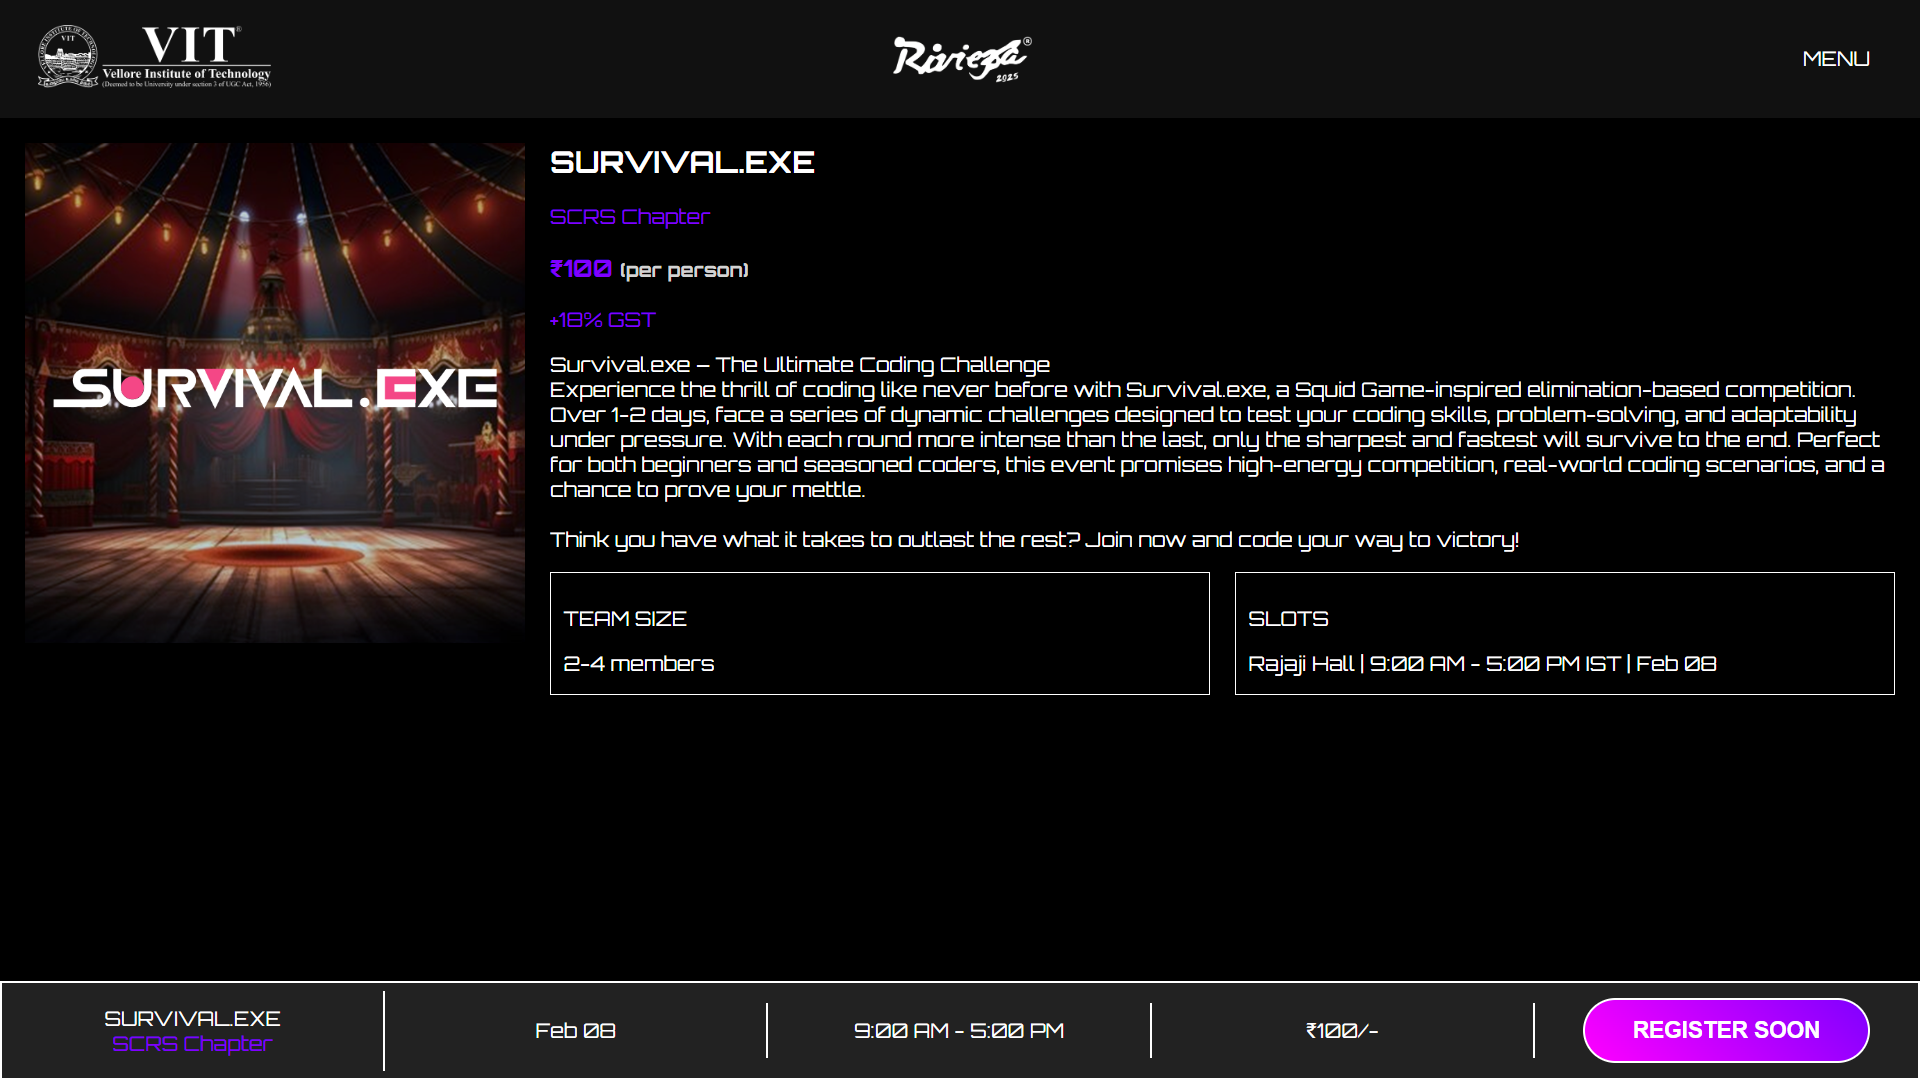 VIT®
Vellore Institute of Technology
(Deemed to be University under section 3 of UGC Act, 1956)
VIT
Riviera®
2025
MENU
SURVIVAL.EXE
SURVIVAL.EXE
SCRS Chapter
₹100 (per person)
+18% GST
Survival.exe – The Ultimate Coding Challenge
Experience the thrill of coding like never before with Survival.exe, a Squid Game-inspired elimination-based competition.
Over 1-2 days, face a series of dynamic challenges designed to test your coding skills, problem-solving, and adaptability
under pressure. With each round more intense than the last, only the sharpest and fastest will survive to the end. Perfect
for both beginners and seasoned coders, this event promises high-energy competition, real-world coding scenarios, and a
chance to prove your mettle.
Think you have what it takes to outlast the rest? Join now and code your way to victory!
TEAM SIZE
2-4 members
SLOTS
Rajaji Hall | 9:00 AM - 5:00 PM IST | Feb 08
SURVIVAL.EXE
SCRS Chapter
Feb 08
9:00 AM - 5:00 PM
₹100/-
REGISTER SOON